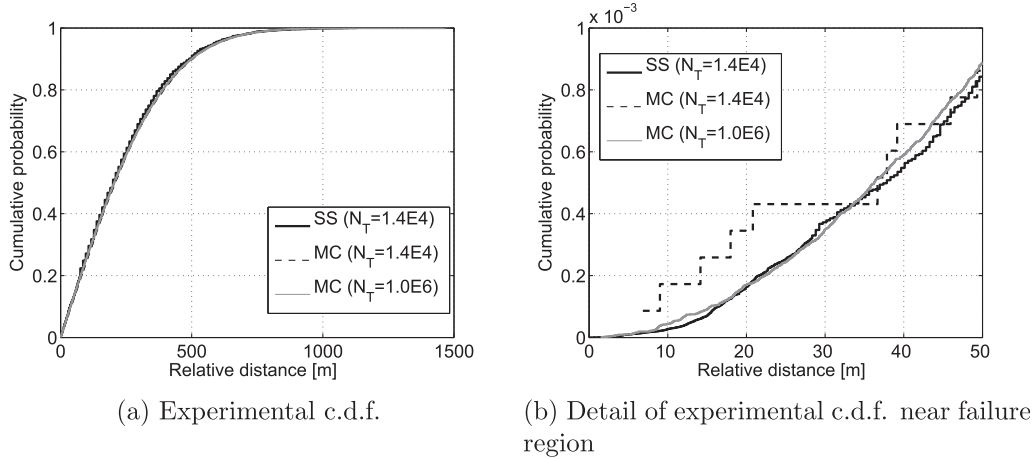 1
0.8
0.6
0.4
0.2
0
Cumulative probability
SS (N_T=1.4E4)
MC (N_T=1.4E4)
MC (N_T=1.0E6)
0 500 1000 1500
Relative distance [m]
(a) Experimental c.d.f.
1 x 10^-3
0.8
0.6
0.4
0.2
0
Cumulative probability
SS (N_T=1.4E4)
MC (N_T=1.4E4)
MC (N_T=1.0E6)
0 10 20 30 40 50
Relative distance [m]
(b) Detail of experimental c.d.f. near failure
region